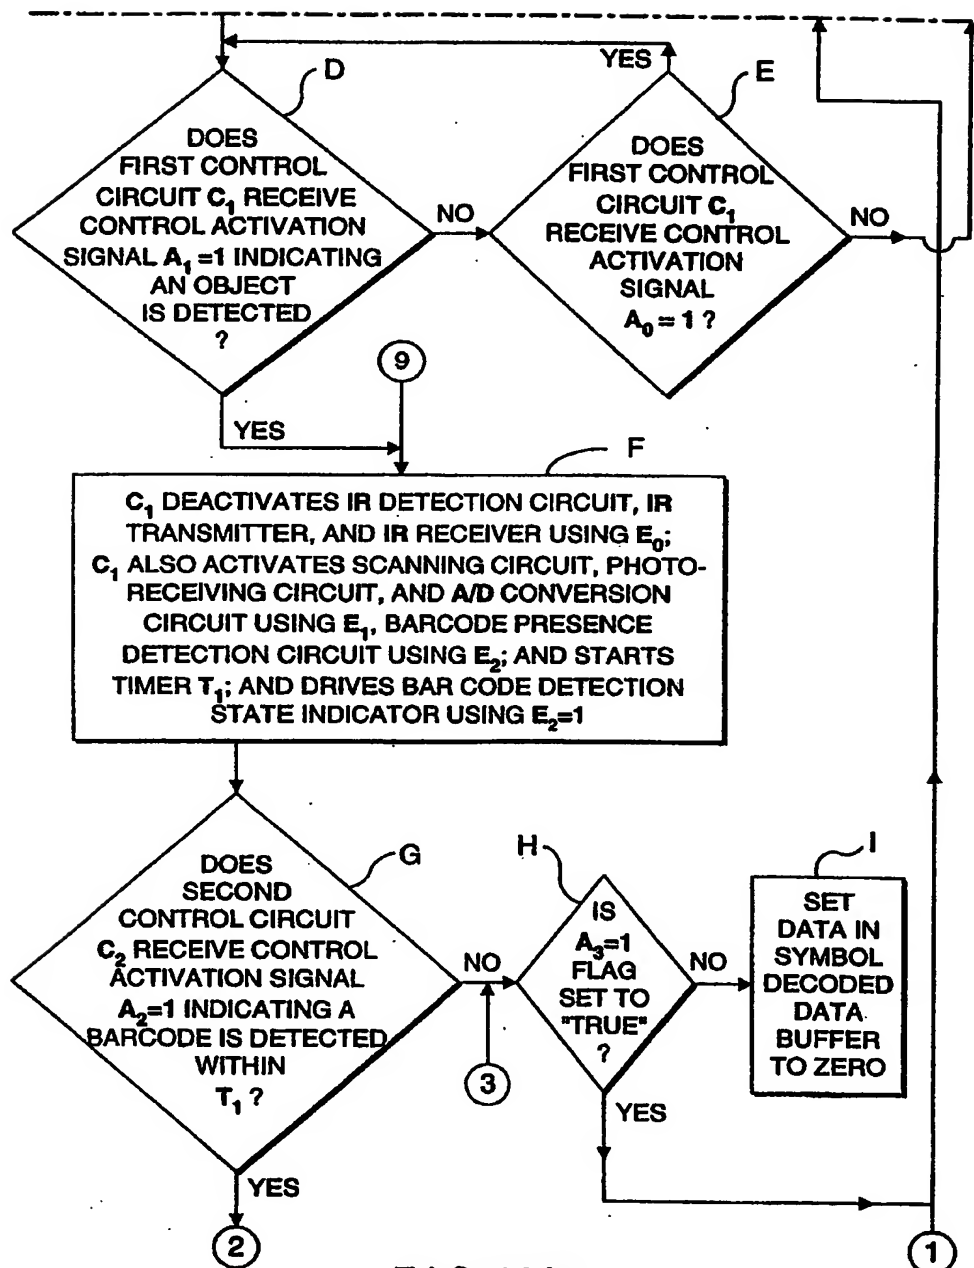 YES
D
E
DOES
FIRST CONTROL
CIRCUIT C₁ RECEIVE
CONTROL ACTIVATION
SIGNAL A₁ =1 INDICATING
AN OBJECT
IS DETECTED
?
NO
DOES
FIRST CONTROL
CIRCUIT C₁
RECEIVE CONTROL
ACTIVATION
SIGNAL
A₀ = 1 ?
NO
9
YES
F
C₁ DEACTIVATES IR DETECTION CIRCUIT, IR
TRANSMITTER, AND IR RECEIVER USING E₀;
C₁ ALSO ACTIVATES SCANNING CIRCUIT, PHOTO-
RECEIVING CIRCUIT, AND A/D CONVERSION
CIRCUIT USING E₁, BARCODE PRESENCE
DETECTION CIRCUIT USING E₂; AND STARTS
TIMER T₁; AND DRIVES BAR CODE DETECTION
STATE INDICATOR USING E₂=1
G
DOES
SECOND
CONTROL CIRCUIT
C₂ RECEIVE CONTROL
ACTIVATION SIGNAL
A₂=1 INDICATING A
BARCODE IS DETECTED
WITHIN
T₁ ?
NO
3
H
IS
A₃=1
FLAG
SET TO
"TRUE"
?
NO
I
SET
DATA IN
SYMBOL
DECODED
DATA
BUFFER
TO ZERO
YES
YES
2
1